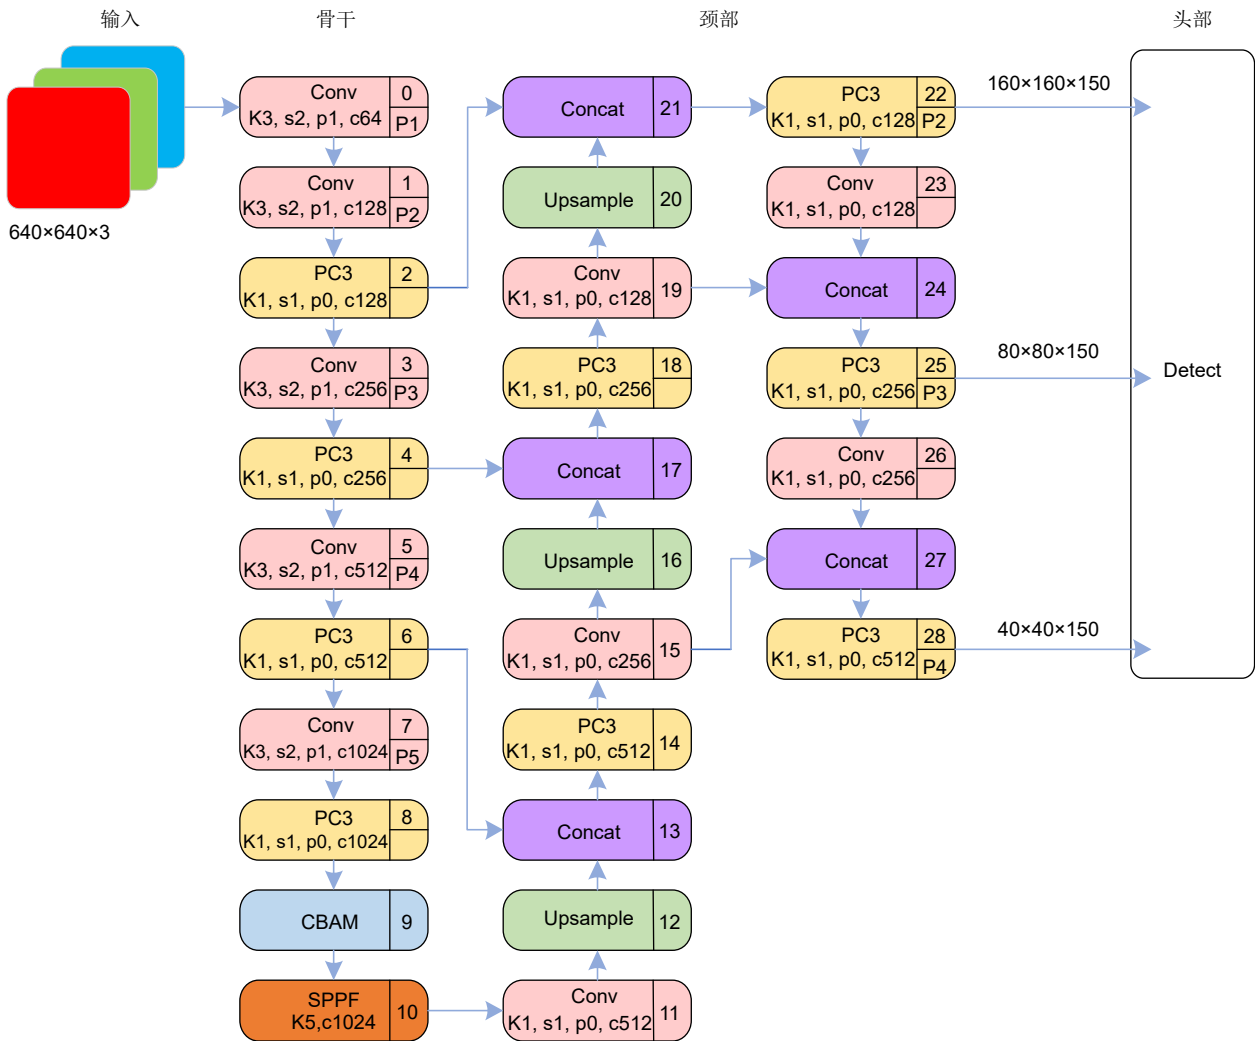 输入
骨干
颈部
头部
640×640×3
Conv
K3, s2, p1, c64
0
P1
Conv
K3, s2, p1, c128
1
P2
PC3
K1, s1, p0, c128
2
Conv
K3, s2, p1, c256
3
P3
PC3
K1, s1, p0, c256
4
Conv
K3, s2, p1, c512
5
P4
PC3
K1, s1, p0, c512
6
Conv
K3, s2, p1, c1024
7
P5
PC3
K1, s1, p0, c1024
8
CBAM
9
SPPF
K5,c1024
10
Concat
21
Upsample
20
Conv
K1, s1, p0, c128
19
PC3
K1, s1, p0, c256
18
Concat
17
Upsample
16
Conv
K1, s1, p0, c256
15
PC3
K1, s1, p0, c512
14
Concat
13
Upsample
12
Conv
K1, s1, p0, c512
11
PC3
K1, s1, p0, c128
22
P2
Conv
K1, s1, p0, c128
23
Concat
24
PC3
K1, s1, p0, c256
25
P3
Conv
K1, s1, p0, c256
26
Concat
27
PC3
K1, s1, p0, c512
28
P4
160×160×150
80×80×150
40×40×150
Detect